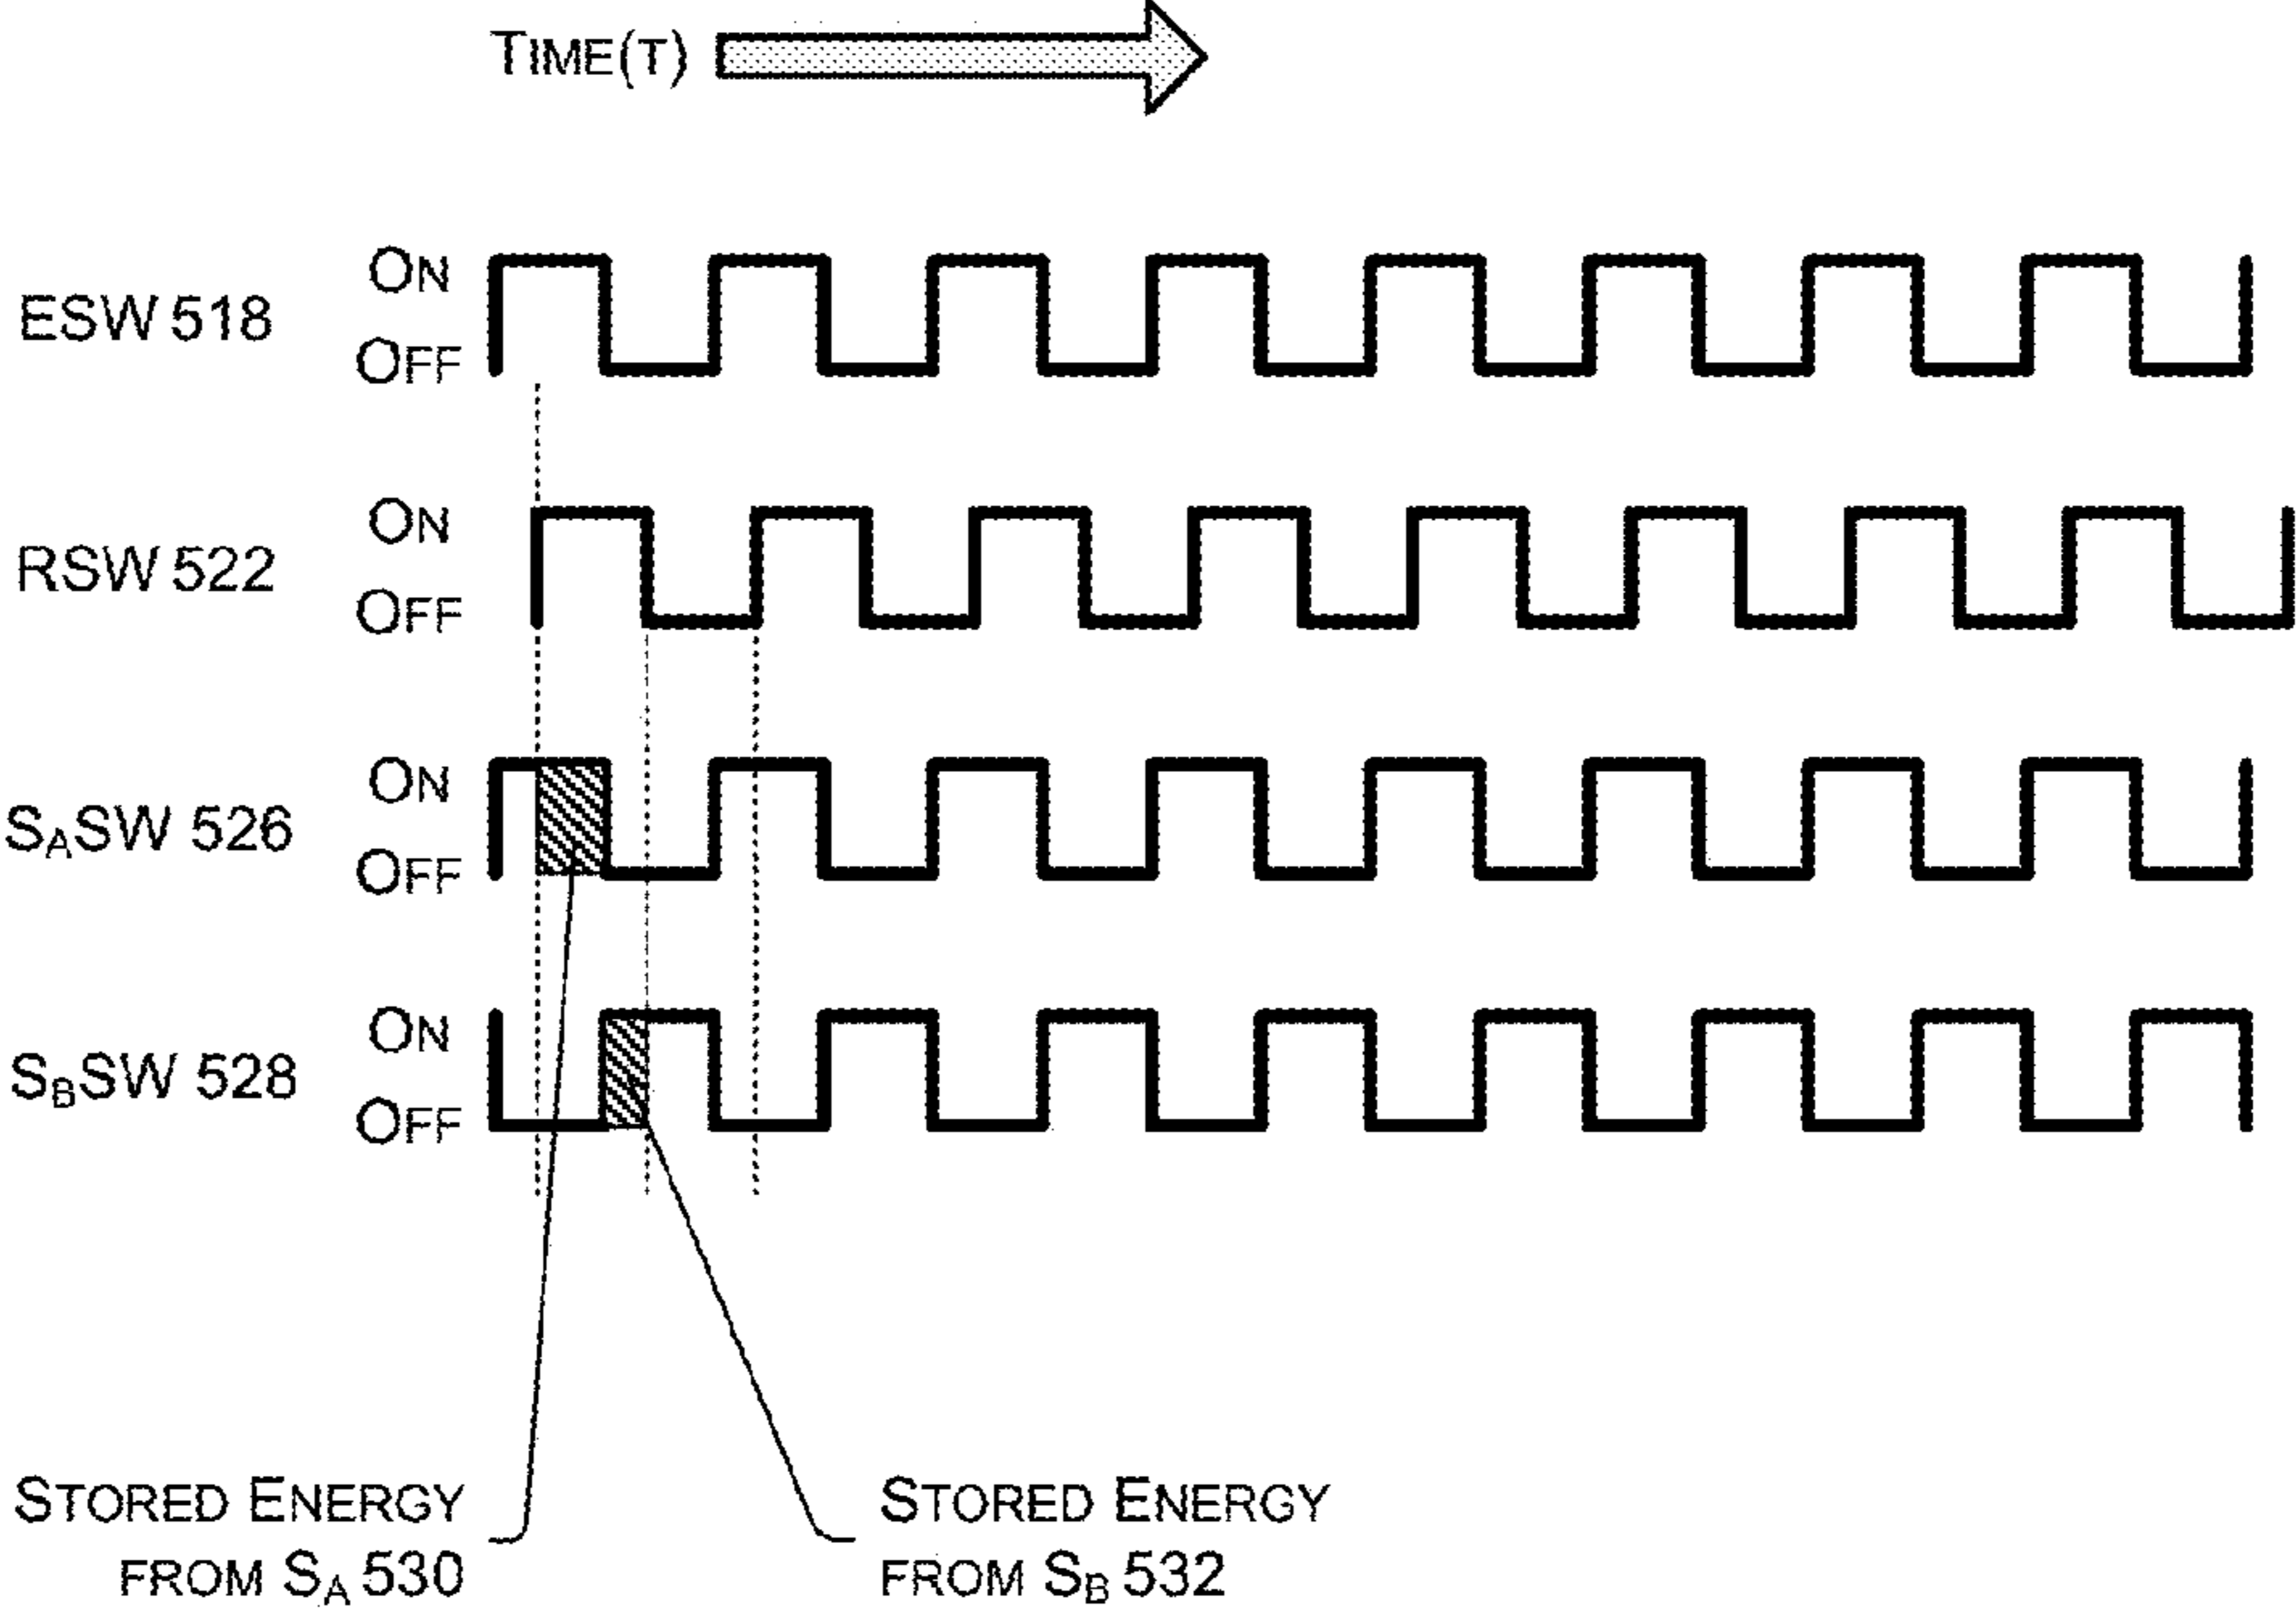 TIME(T)
ON
ESW 518
OFF
ON
RSW 522
OFF
ON
SASW 526
OFF
ON
SBSW 528
OFF
STORED ENERGY
FROM SA 530
STORED ENERGY
FROM SB 532